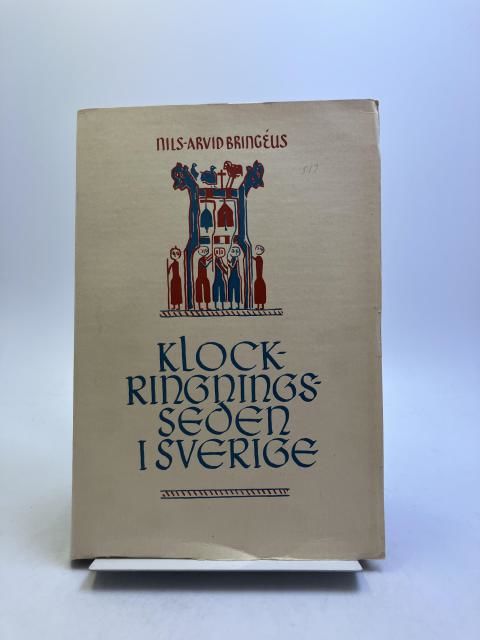 NILS-ARVID BRINGÉUS
KLOCK-
RINGNINGS-
SEDEN
I SVERIGE